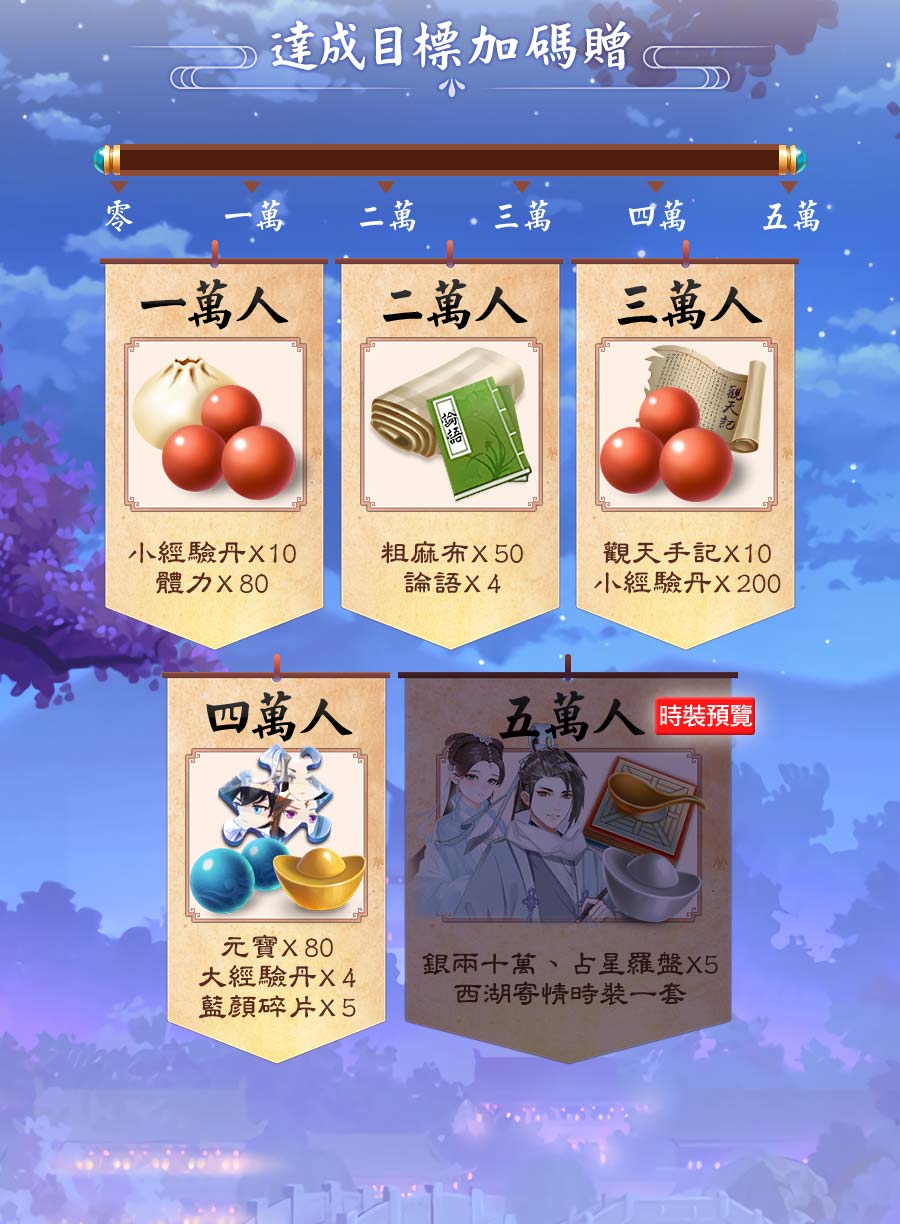 達成目標加碼贈
零 一萬 二萬 三萬 四萬 五萬
一萬人
小經驗丹X10
體力X80
二萬人
論語
粗麻布X50
論語X4
三萬人
觀天記
觀天手記X10
小經驗丹X200
四萬人
元寶X80
大經驗丹X4
藍顏碎片X5
五萬人
時裝預覽
銀兩十萬、占星羅盤X5
西湖寄情時裝一套